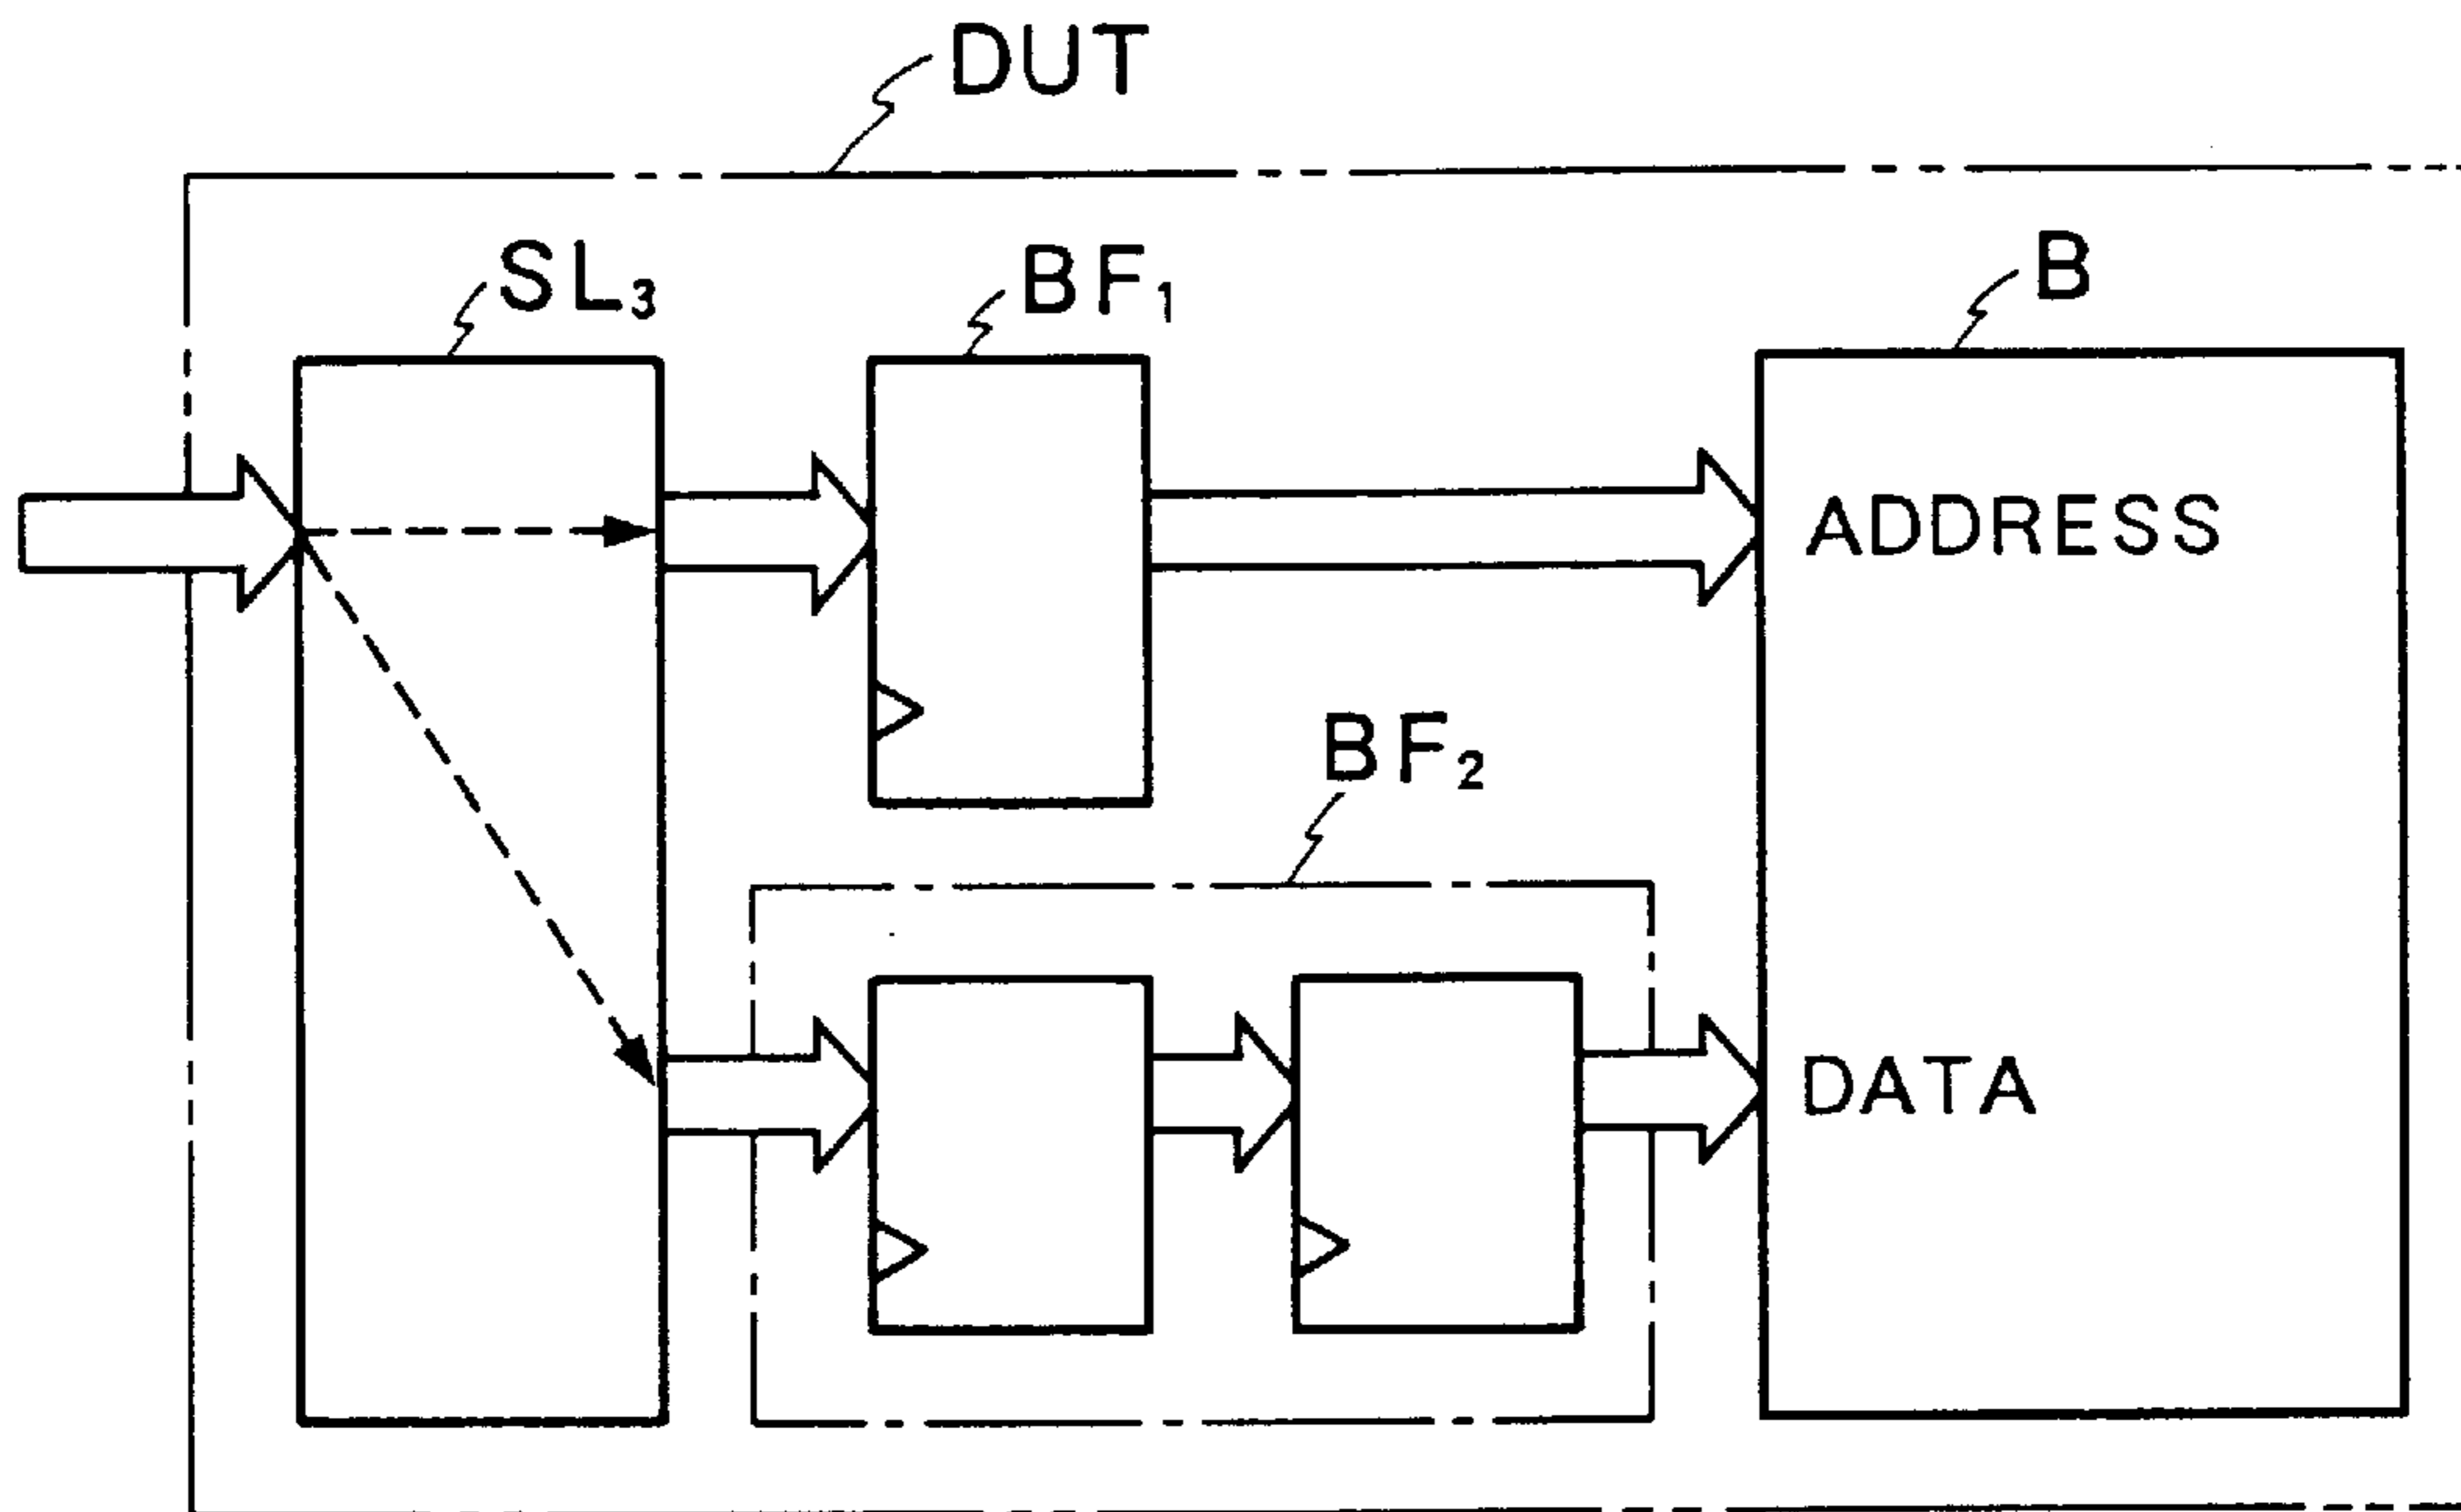 DUT
SL₃
BF₁
B
ADDRESS
BF₂
DATA